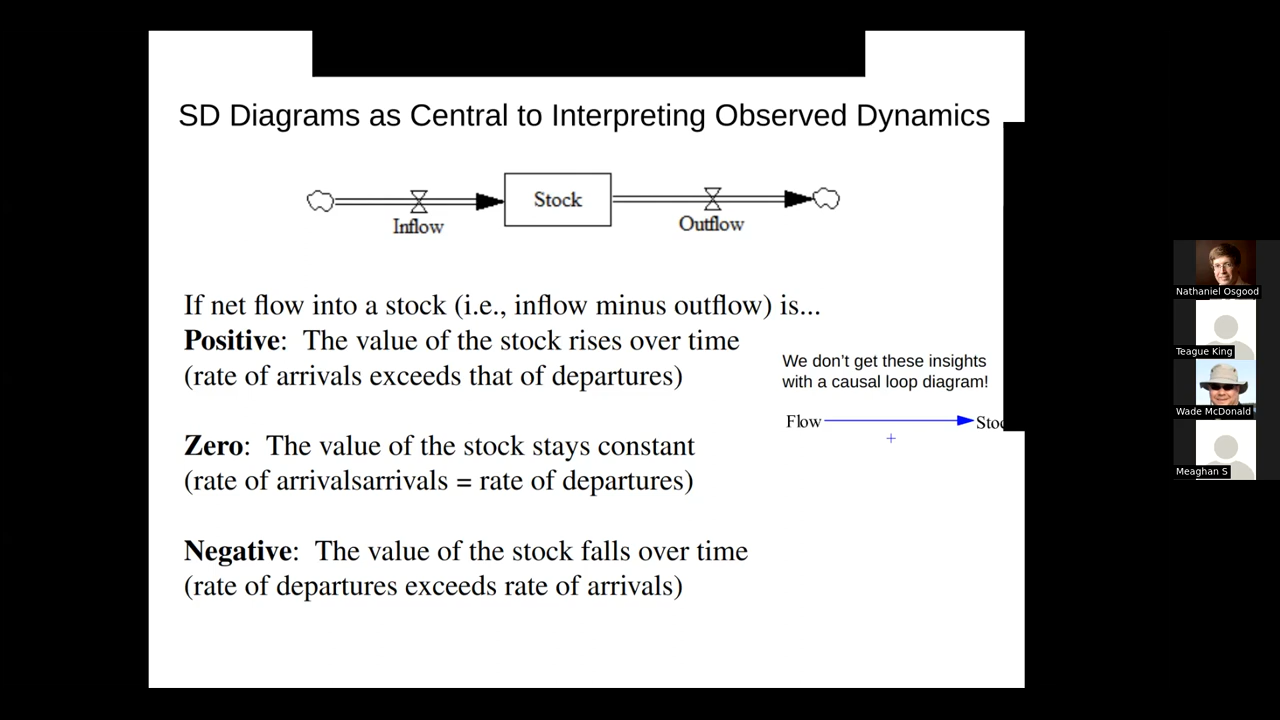 SD Diagrams as Central to Interpreting Observed Dynamics
Stock
Inflow
Outflow
If net flow into a stock (i.e., inflow minus outflow) is...
Positive:  The value of the stock rises over time
(rate of arrivals exceeds that of departures)
We don't get these insights
with a causal loop diagram!
Flow
+
Zero:  The value of the stock stays constant
(rate of arrivalsarrivals = rate of departures)
Negative:  The value of the stock falls over time
(rate of departures exceeds rate of arrivals)
Nathaniel Osgood
Teague King
Wade McDonald
Meaghan S